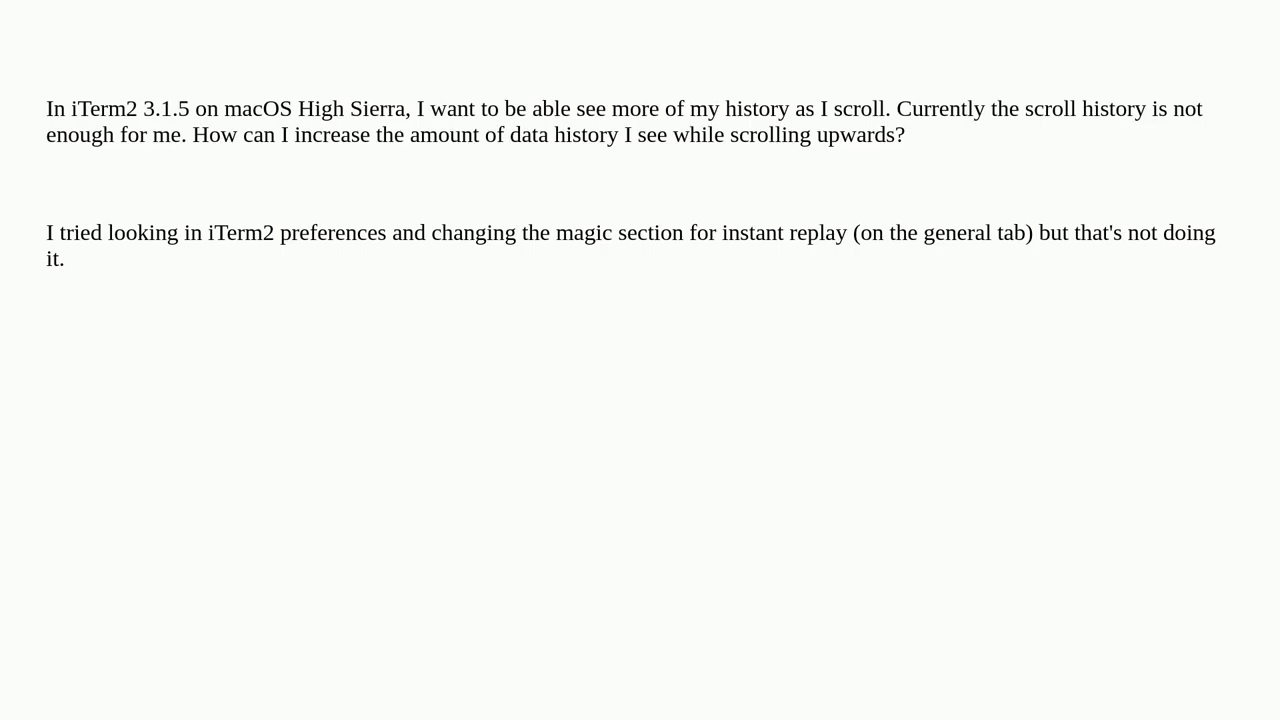 In iTerm2 3.1.5 on macOS High Sierra, I want to be able see more of my history as I scroll. Currently the scroll history is not
enough for me. How can I increase the amount of data history I see while scrolling upwards?
I tried looking in iTerm2 preferences and changing the magic section for instant replay (on the general tab) but that's not doing
it.